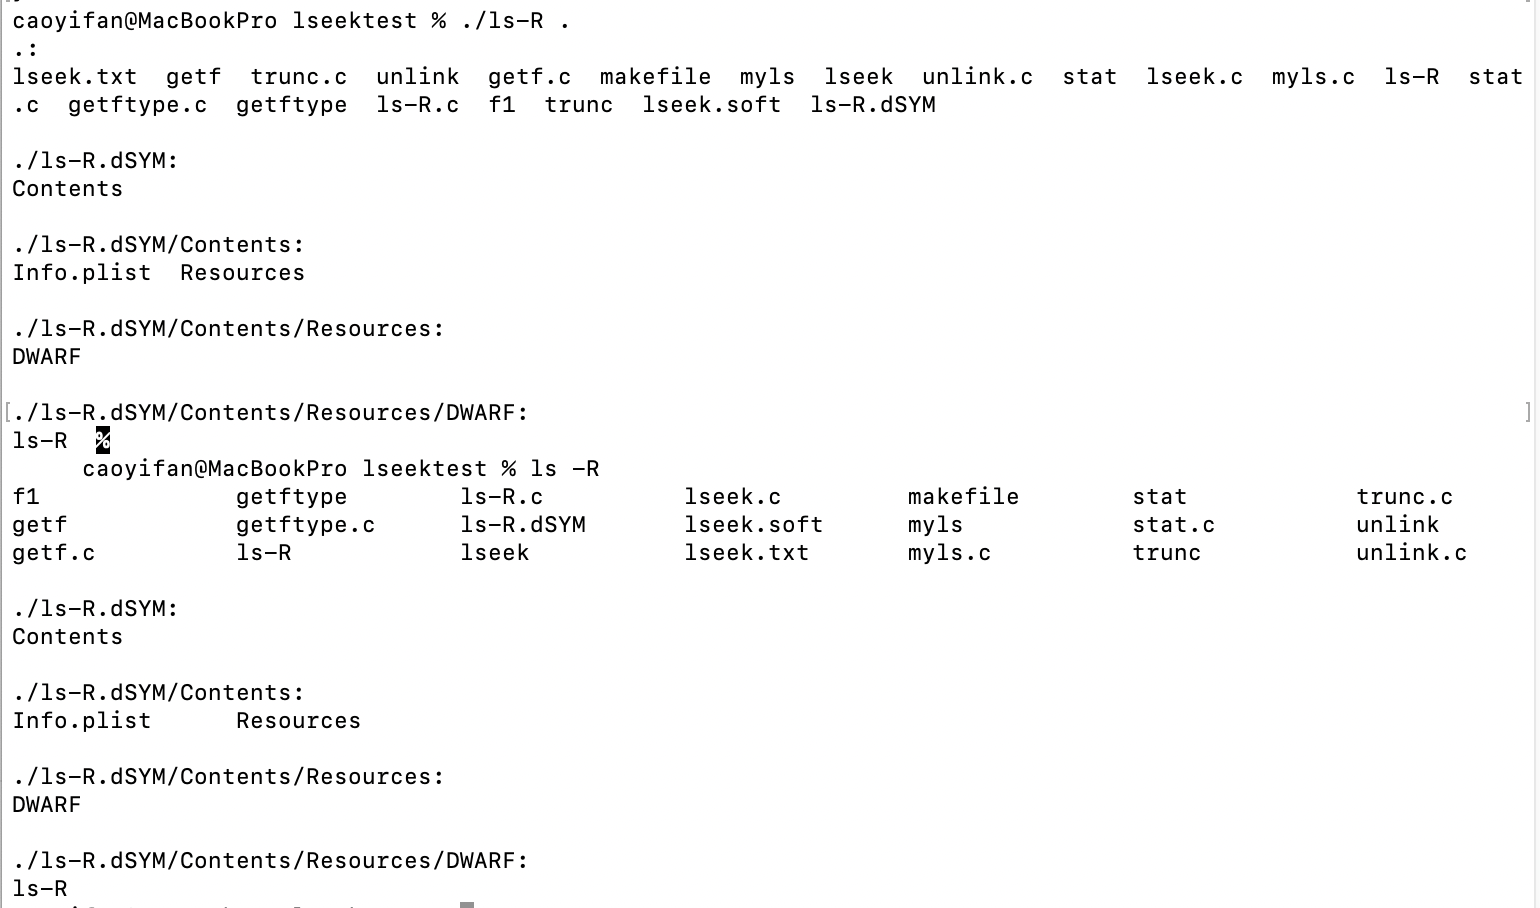 caoyifan@MacBookPro lseektest % ./ls-R .
.:
lseek.txt  getf  trunc.c  unlink  getf.c  makefile  myls  lseek  unlink.c  stat  lseek.c  myls.c  ls-R  stat
.c  getftype.c  getftype  ls-R.c  f1  trunc  lseek.soft  ls-R.dSYM
./ls-R.dSYM:
Contents
./ls-R.dSYM/Contents:
Info.plist  Resources
./ls-R.dSYM/Contents/Resources:
DWARF
[./ls-R.dSYM/Contents/Resources/DWARF: ]
ls-R  %
caoyifan@MacBookPro lseektest % ls -R
f1 getftype ls-R.c lseek.c makefile stat trunc.c
getf getftype.c ls-R.dSYM lseek.soft myls stat.c unlink
getf.c ls-R lseek lseek.txt myls.c trunc unlink.c
./ls-R.dSYM:
Contents
./ls-R.dSYM/Contents:
Info.plist Resources
./ls-R.dSYM/Contents/Resources:
DWARF
./ls-R.dSYM/Contents/Resources/DWARF:
ls-R